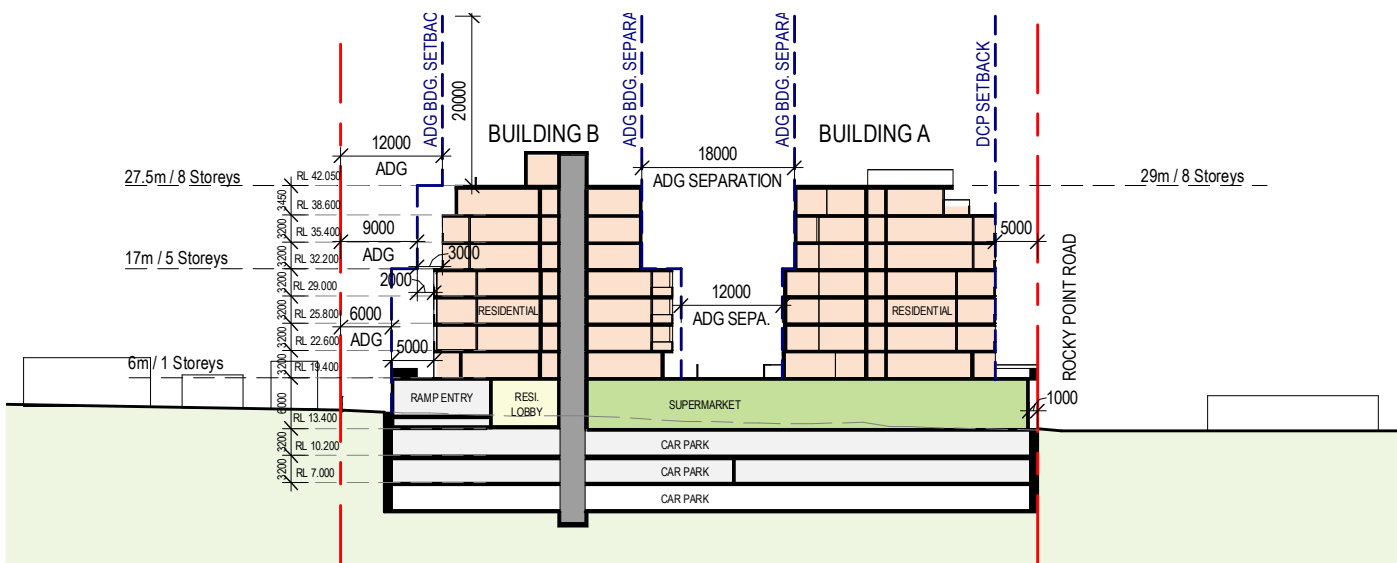 ADG BDG. SETBAC
20000
ADG BDG. SEPARA
ADG BDG. SEPARA
DCP SETBACK
12000
ADG
BUILDING B
18000
ADG SEPARATION
BUILDING A
27.5m / 8 Storeys
29m / 8 Storeys
RL 42.050
3450
RL 38.600
3200
RL 35.400
9000
ADG
5000
3200
RL 32.200
3000
17m / 5 Storeys
3200
RL 29.000
2000
3200
RL 25.800
RESIDENTIAL
12000
ADG SEPA.
RESIDENTIAL
6000
ADG
3200
RL 22.600
5000
3200
RL 19.400
6m / 1 Storeys
ROCKY POINT ROAD
RAMP ENTRY
RESI.
LOBBY
SUPERMARKET
1000
6000
RL 13.400
3200
RL 10.200
CAR PARK
3200
RL 7.000
CAR PARK
CAR PARK